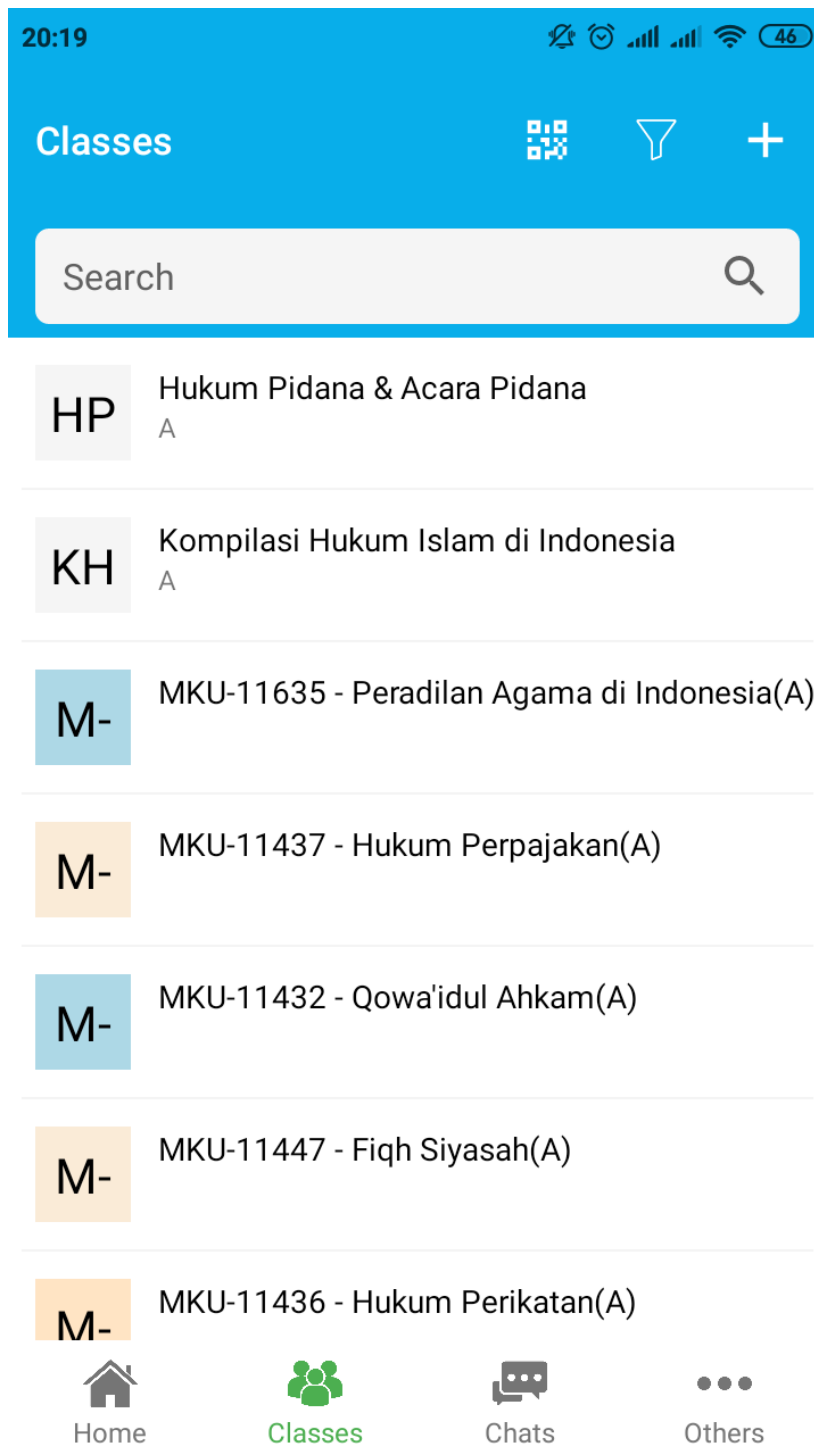 20:19
46
Classes
Search
HP
Hukum Pidana & Acara Pidana
A
KH
Kompilasi Hukum Islam di Indonesia
A
M-
MKU-11635 - Peradilan Agama di Indonesia(A)
M-
MKU-11437 - Hukum Perpajakan(A)
M-
MKU-11432 - Qowa'idul Ahkam(A)
M-
MKU-11447 - Fiqh Siyasah(A)
M-
MKU-11436 - Hukum Perikatan(A)
Home
Classes
Chats
Others